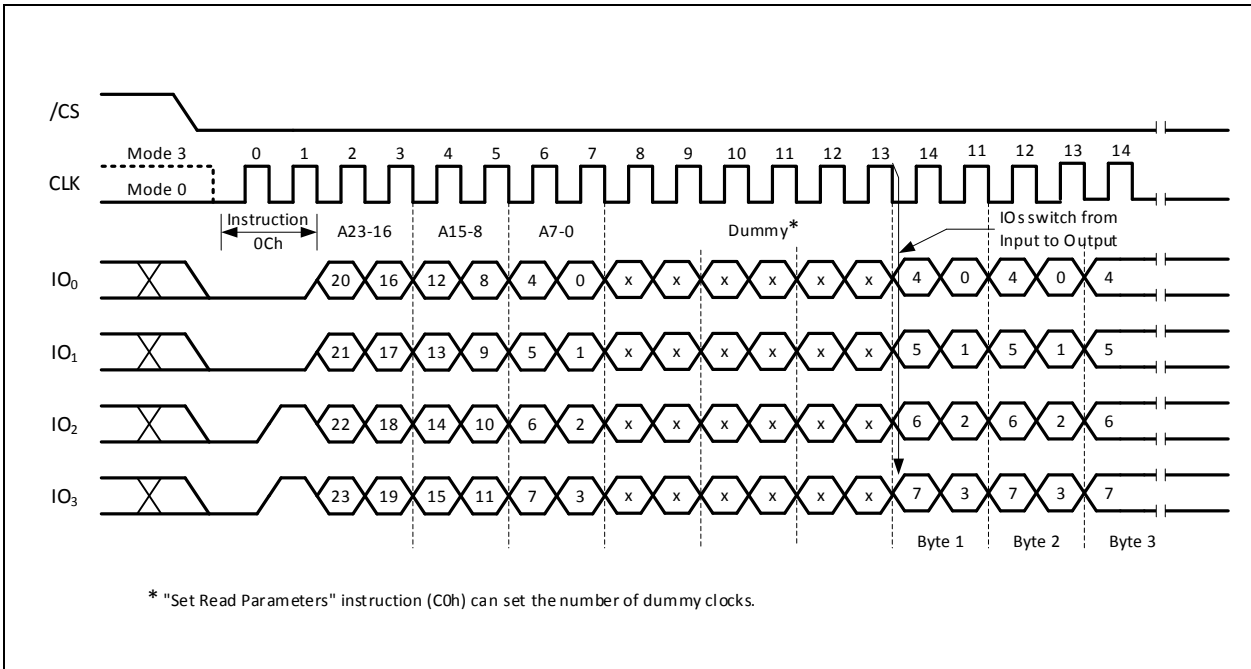 /CS
Mode 3 0 1 2 3 4 5 6 7 8 9 10 11 12 13 14 11 12 13 14
CLK
Mode 0
Instruction
0Ch
A23-16 A15-8 A7-0 Dummy*
IOs switch from
Input to Output
IO₀ 20 16 12 8 4 0 x x x x x x 4 0 4 0 4
IO₁ 21 17 13 9 5 1 x x x x x x 5 1 5 1 5
IO₂ 22 18 14 10 6 2 x x x x x x 6 2 6 2 6
IO₃ 23 19 15 11 7 3 x x x x x x 7 3 7 3 7
Byte 1 Byte 2 Byte 3
* "Set Read Parameters" instruction (C0h) can set the number of dummy clocks.